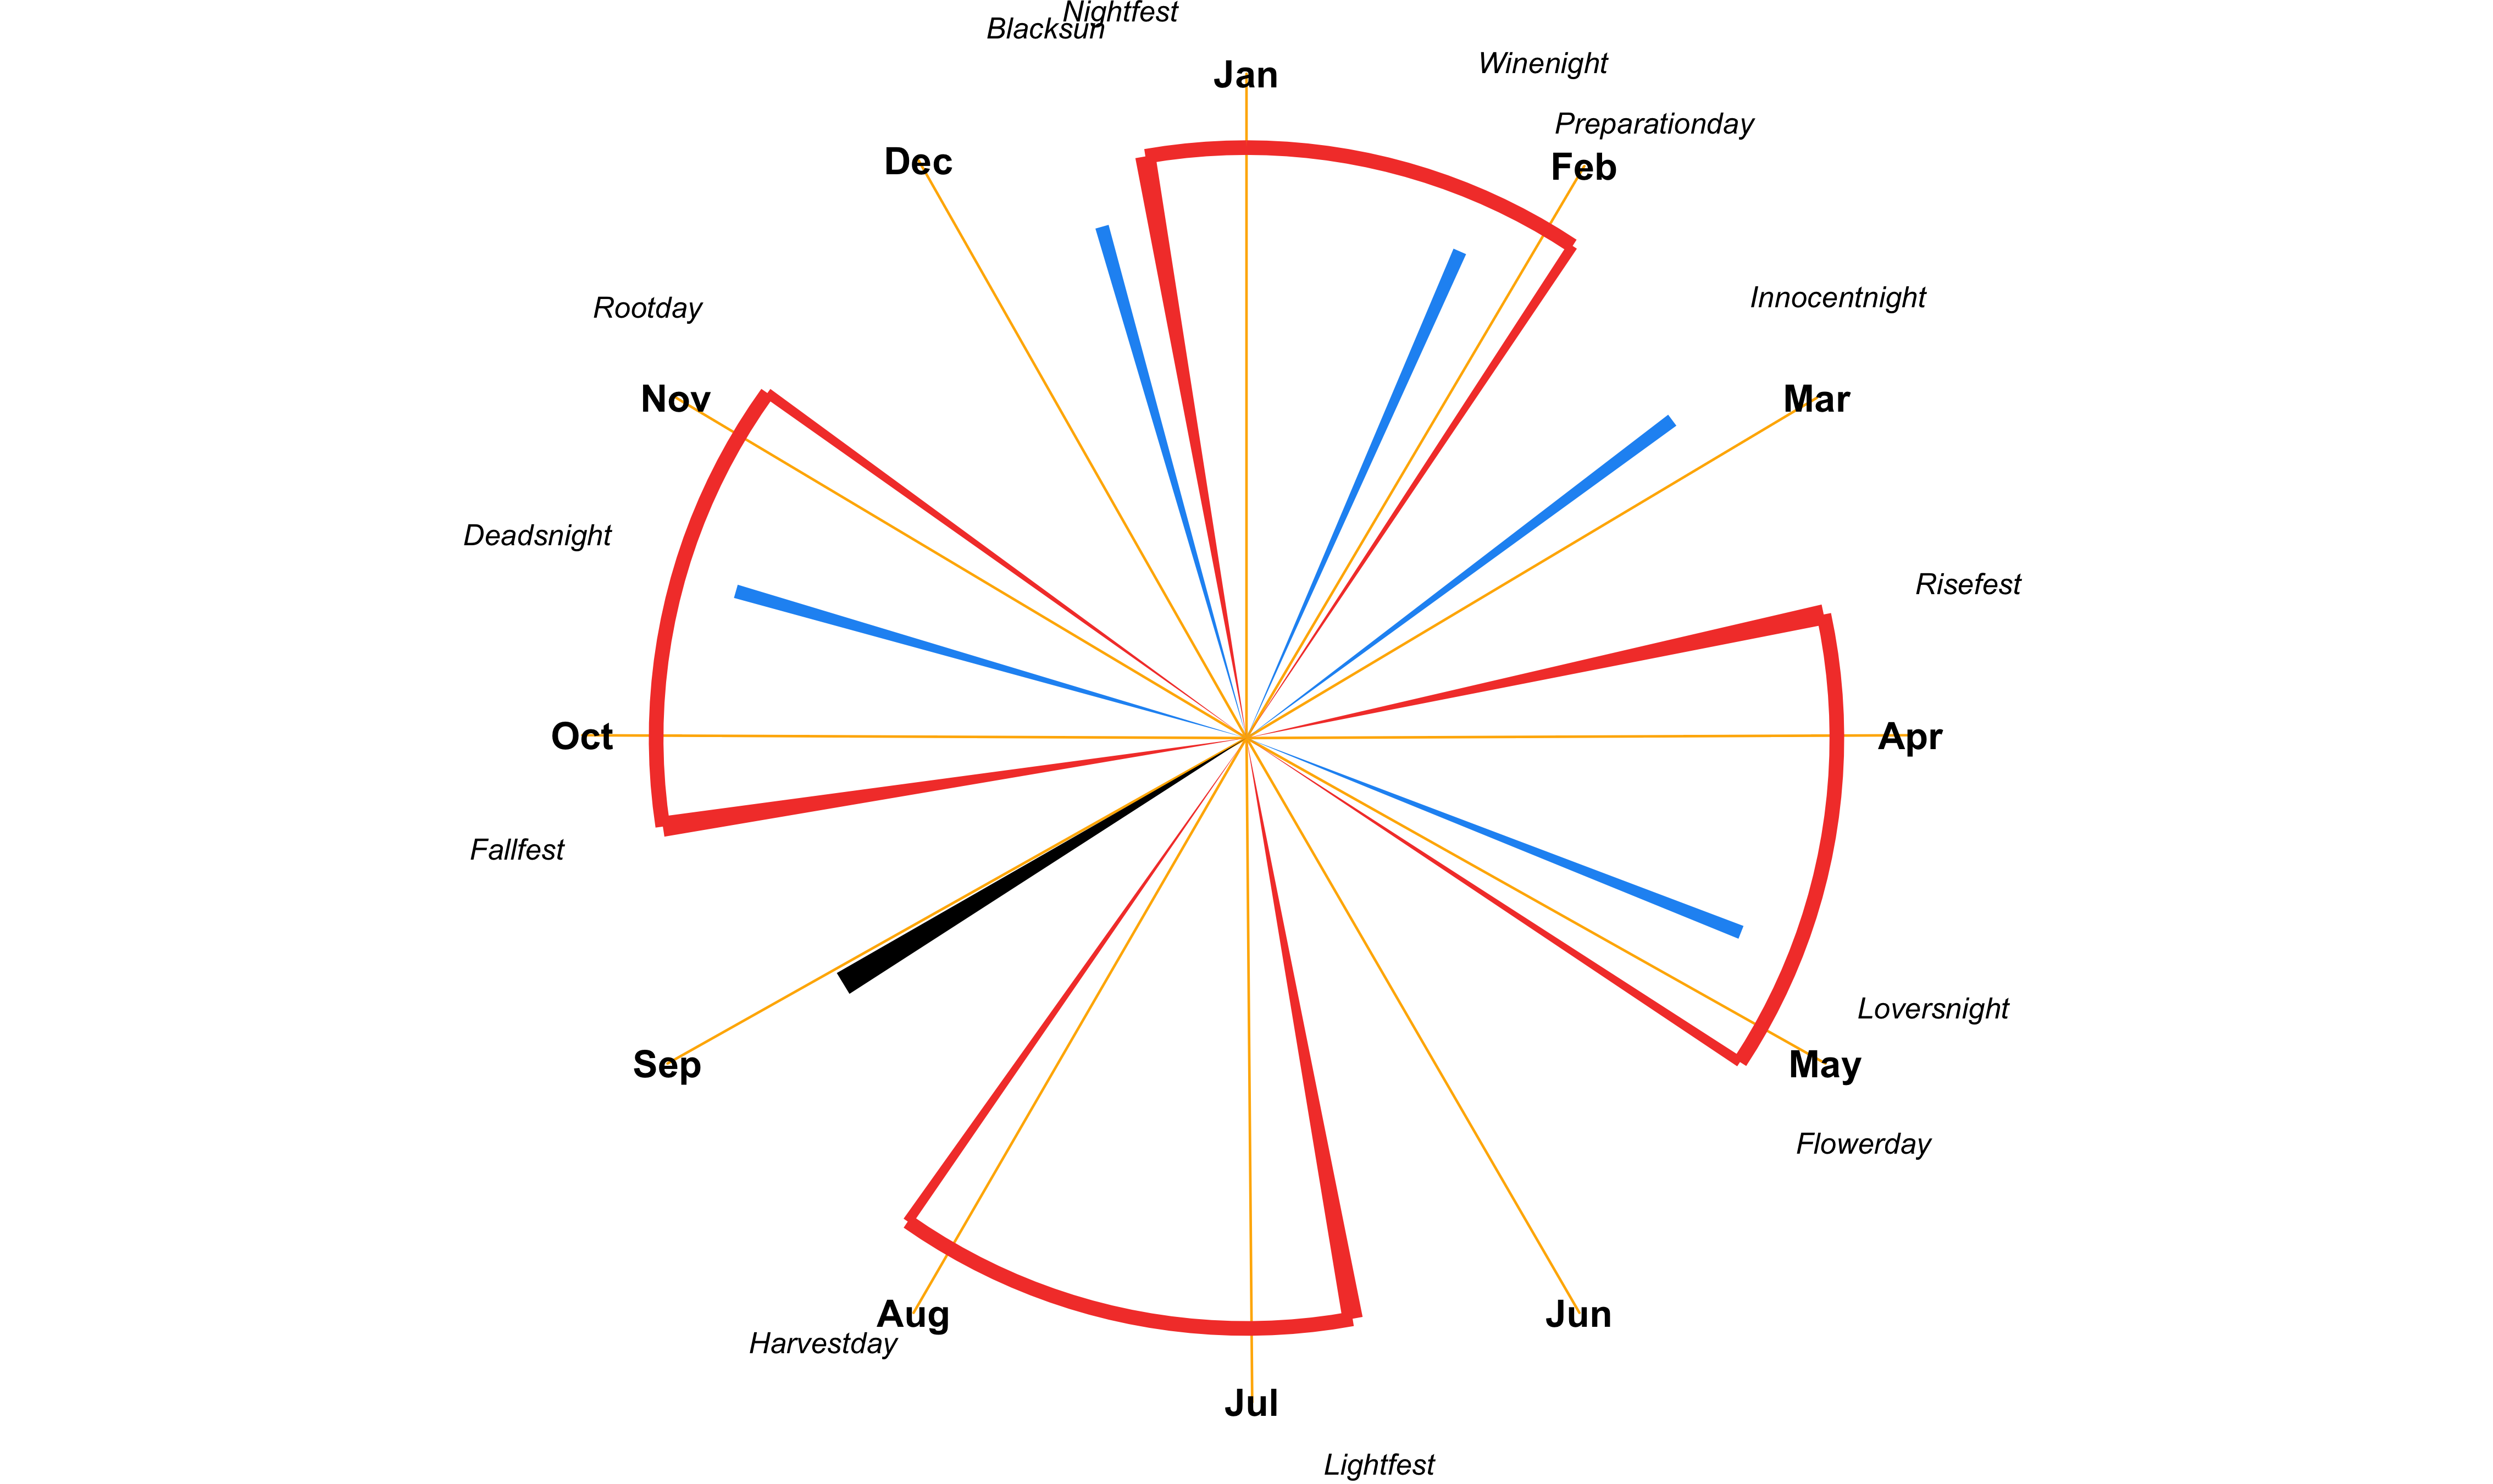 Nightfest
Blacksun
Winenight
Jan
Preparationday
Dec
Feb
Innocentnight
Rootday
Nov
Mar
Deadsnight
Risefest
Oct
Apr
Fallfest
Loversnight
Sep
May
Flowerday
Aug
Jun
Harvestday
Jul
Lightfest